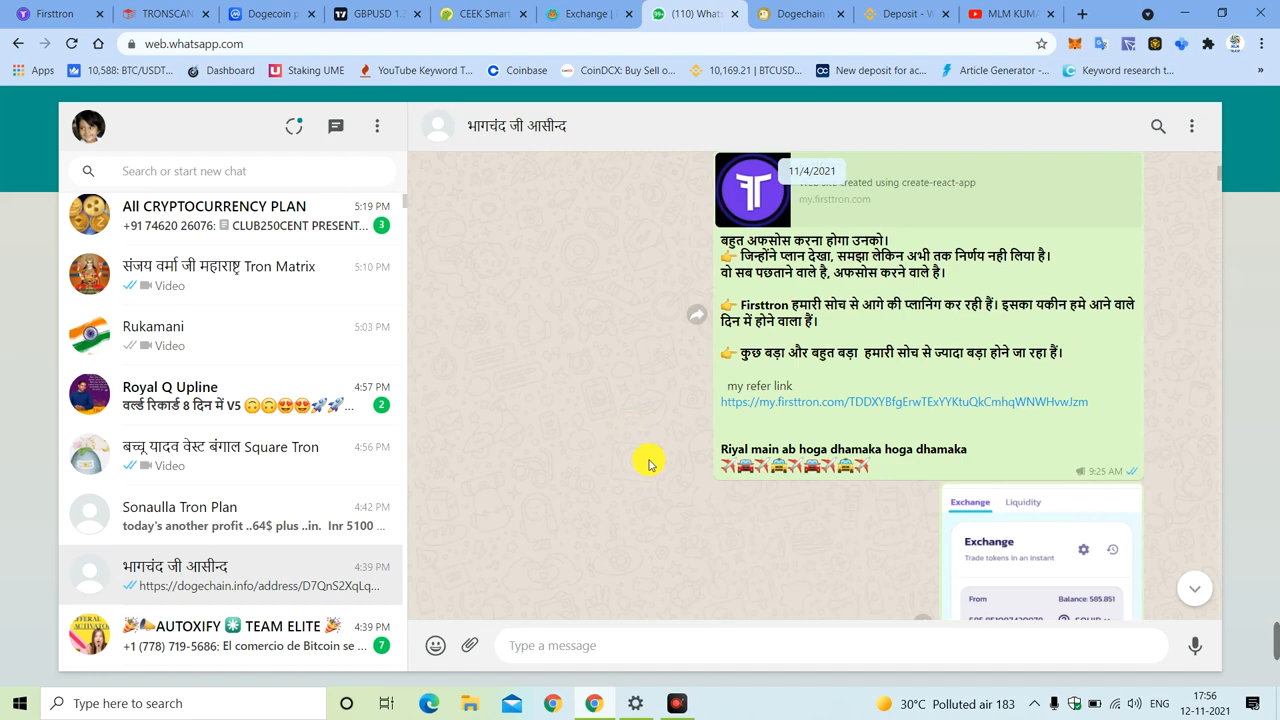 Firsttron
Dogecoin p
GBPUSD 1.3
CEEK Smart
Exchange |
(110) Whats
Dogechain
Deposit - W
MLM KUMA
web.whatsapp.com
Apps
10,588: BTC/USDT...
Dashboard
Staking UME
YouTube Keyword T...
Coinbase
CoinDCX: Buy Sell o...
10,169.21 | BTCUSD...
New deposit for ac...
Article Generator -...
Keyword research t...
भागचंद जी आसीन्द
Search or start new chat
All CRYPTOCURRENCY PLAN
5:19 PM
+91 74620 26076: CLUB250CENT PRESENT...
3
संजय वर्मा जी महाराष्ट्र Tron Matrix
5:10 PM
Video
Rukamani
5:03 PM
Video
Royal Q Upline
4:57 PM
वर्ल्ड रिकार्ड 8 दिन में V5 🙃🙃😍😍🚀🚀...
2
बच्चू यादव वेस्ट बंगाल Square Tron
4:56 PM
Video
Sonaulla Tron Plan
4:42 PM
today's another profit ..64$ plus ..in. Inr 5100 ...
भागचंद जी आसीन्द
4:39 PM
https://dogechain.info/address/D7QnS2XqLq...
AUTOXIFY ✳️ TEAM ELITE
4:39 PM
+1 (778) 719-5686: El comercio de Bitcoin se ...
7
11/4/2021
Web site created using create-react-app
my.firsttron.com
बहुत अफसोस करना होगा उनको।
👉 जिन्होंने प्लान देखा, समझा लेकिन अभी तक निर्णय नही लिया है।
वो सब पछताने वाले है, अफसोस करने वाले है।
👉 Firsttron हमारी सोच से आगे की प्लानिंग कर रही हैं। इसका यकीन हमे आने वाले
दिन में होने वाला हैं।
👉 कुछ बड़ा और बहुत बड़ा हमारी सोच से ज्यादा बड़ा होने जा रहा हैं।
my refer link
https://my.firsttron.com/TDDXYBfgErwTExYYKtuQkCmhqWNWHvwJzm
Riyal main ab hoga dhamaka hoga dhamaka
9:25 AM
Exchange Liquidity
Exchange
Trade tokens in an instant
From
Balance: 585.851
Type a message
Type here to search
30°C Polluted air 183
ENG
17:56
12-11-2021